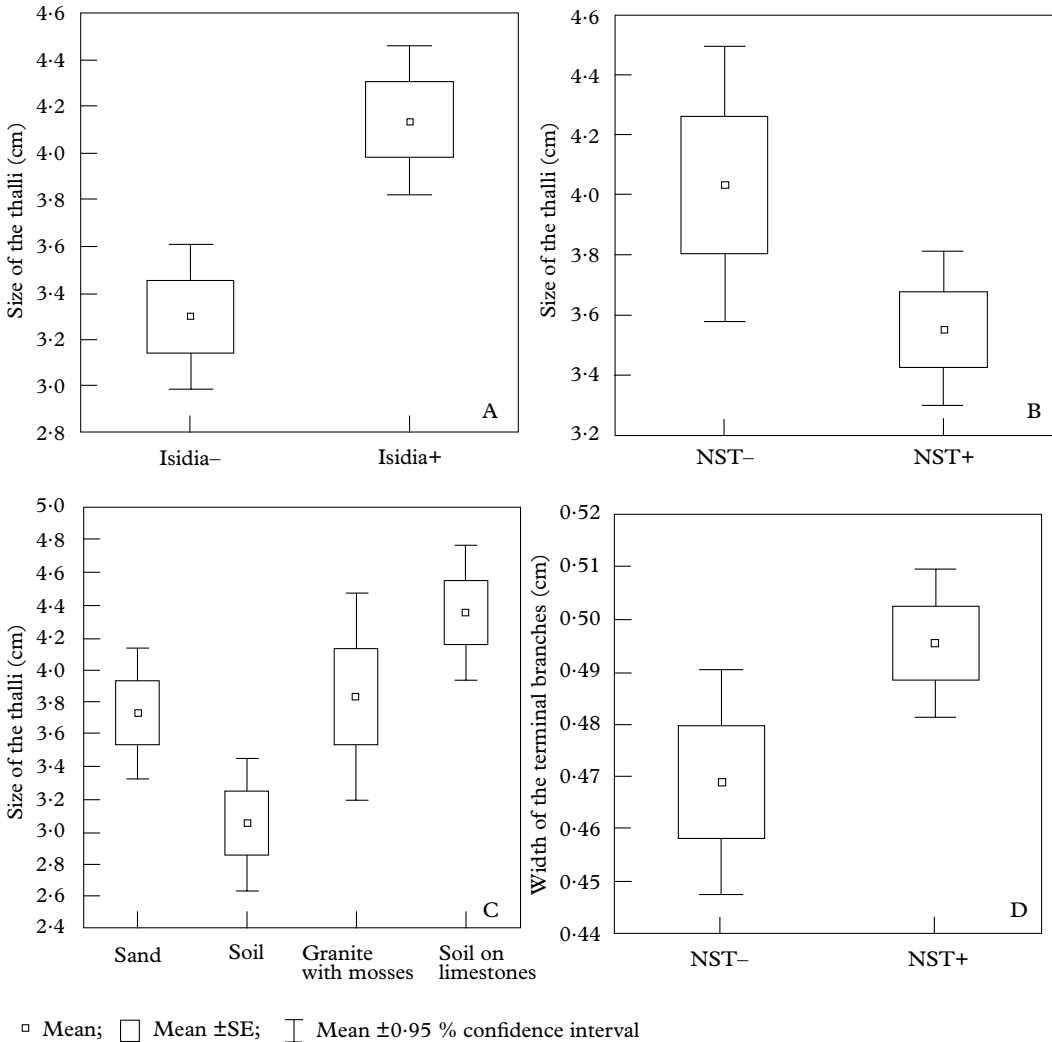 Size of the thalli (cm)
4·6
4·4
4·2
4·0
3·8
3·6
3·4
3·2
3·0
2·8
Isidia–
Isidia+
A
Size of the thalli (cm)
4·6
4·4
4·2
4·0
3·8
3·6
3·4
3·2
NST–
NST+
B
Size of the thalli (cm)
5·0
4·8
4·6
4·4
4·2
4·0
3·8
3·6
3·4
3·2
3·0
2·8
2·6
2·4
Sand
Soil
Granite
with mosses
Soil on
limestones
C
Width of the terminal branches (cm)
0·52
0·51
0·50
0·49
0·48
0·47
0·46
0·45
0·44
NST–
NST+
D
Mean; Mean ±SE; Mean ±0·95 % confidence interval